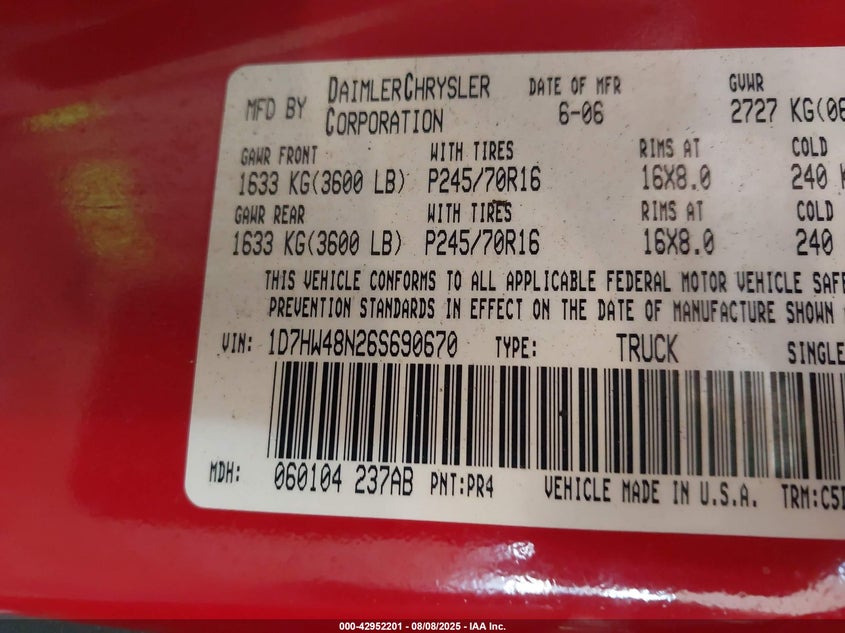 MFD BY DAIMLERCHRYSLER CORPORATION DATE OF MFR 6-06 GVWR 2727 KG(06
GAWR FRONT WITH TIRES RIMS AT COLD
1633 KG(3600 LB) P245/70R16 16X8.0 240 K
GAWR REAR WITH TIRES RIMS AT COLD
1633 KG(3600 LB) P245/70R16 16X8.0 240
THIS VEHICLE CONFORMS TO ALL APPLICABLE FEDERAL MOTOR VEHICLE SAFE
PREVENTION STANDARDS IN EFFECT ON THE DATE OF MANUFACTURE SHOWN
VIN: 1D7HW48N26S690670 TYPE: TRUCK SINGLE
MDH: 060104 237AB PNT:PR4 VEHICLE MADE IN U.S.A. TRM:C5
000-42952201 - 08/08/2025 - IAA Inc.